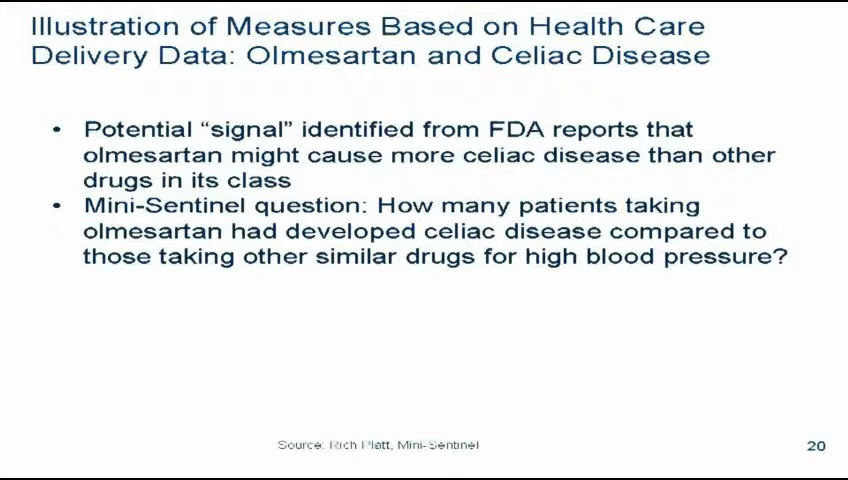 Illustration of Measures Based on Health Care
Delivery Data: Olmesartan and Celiac Disease
• Potential “signal” identified from FDA reports that
olmesartan might cause more celiac disease than other
drugs in its class
• Mini-Sentinel question: How many patients taking
olmesartan had developed celiac disease compared to
those taking other similar drugs for high blood pressure?
Source: Rich Platt, Mini-Sentinel
20